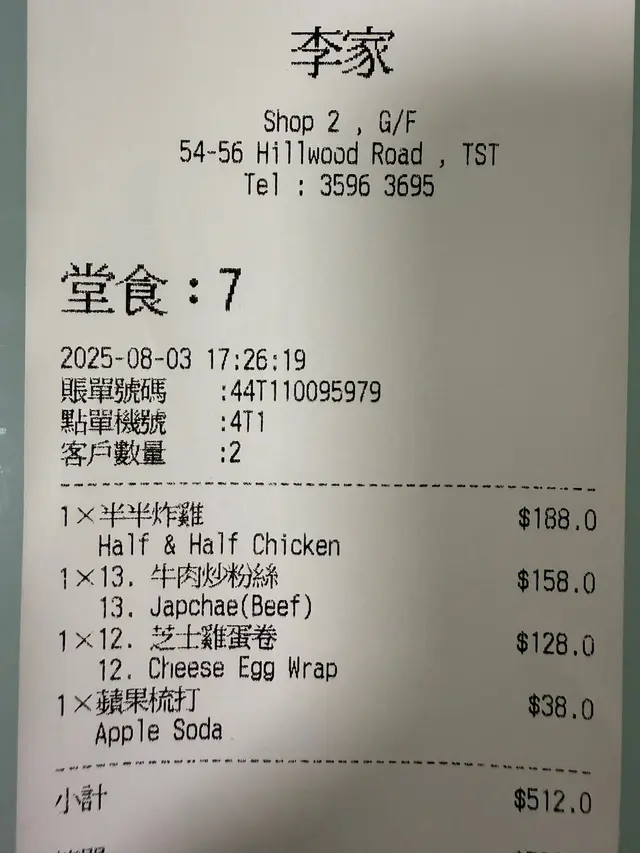 李家
Shop 2 , G/F
54-56 Hillwood Road , TST
Tel : 3596 3695
堂食：7
2025-08-03 17:26:19
賬單號碼 :44T110095979
點單機號 :4T1
客戶數量 :2
1×半半炸雞 $188.0
Half & Half Chicken
1×13. 牛肉炒粉絲 $158.0
13. Japchae(Beef)
1×12. 芝士雞蛋卷 $128.0
12. Cheese Egg Wrap
1×蘋果梳打 $38.0
Apple Soda
小計 $512.0